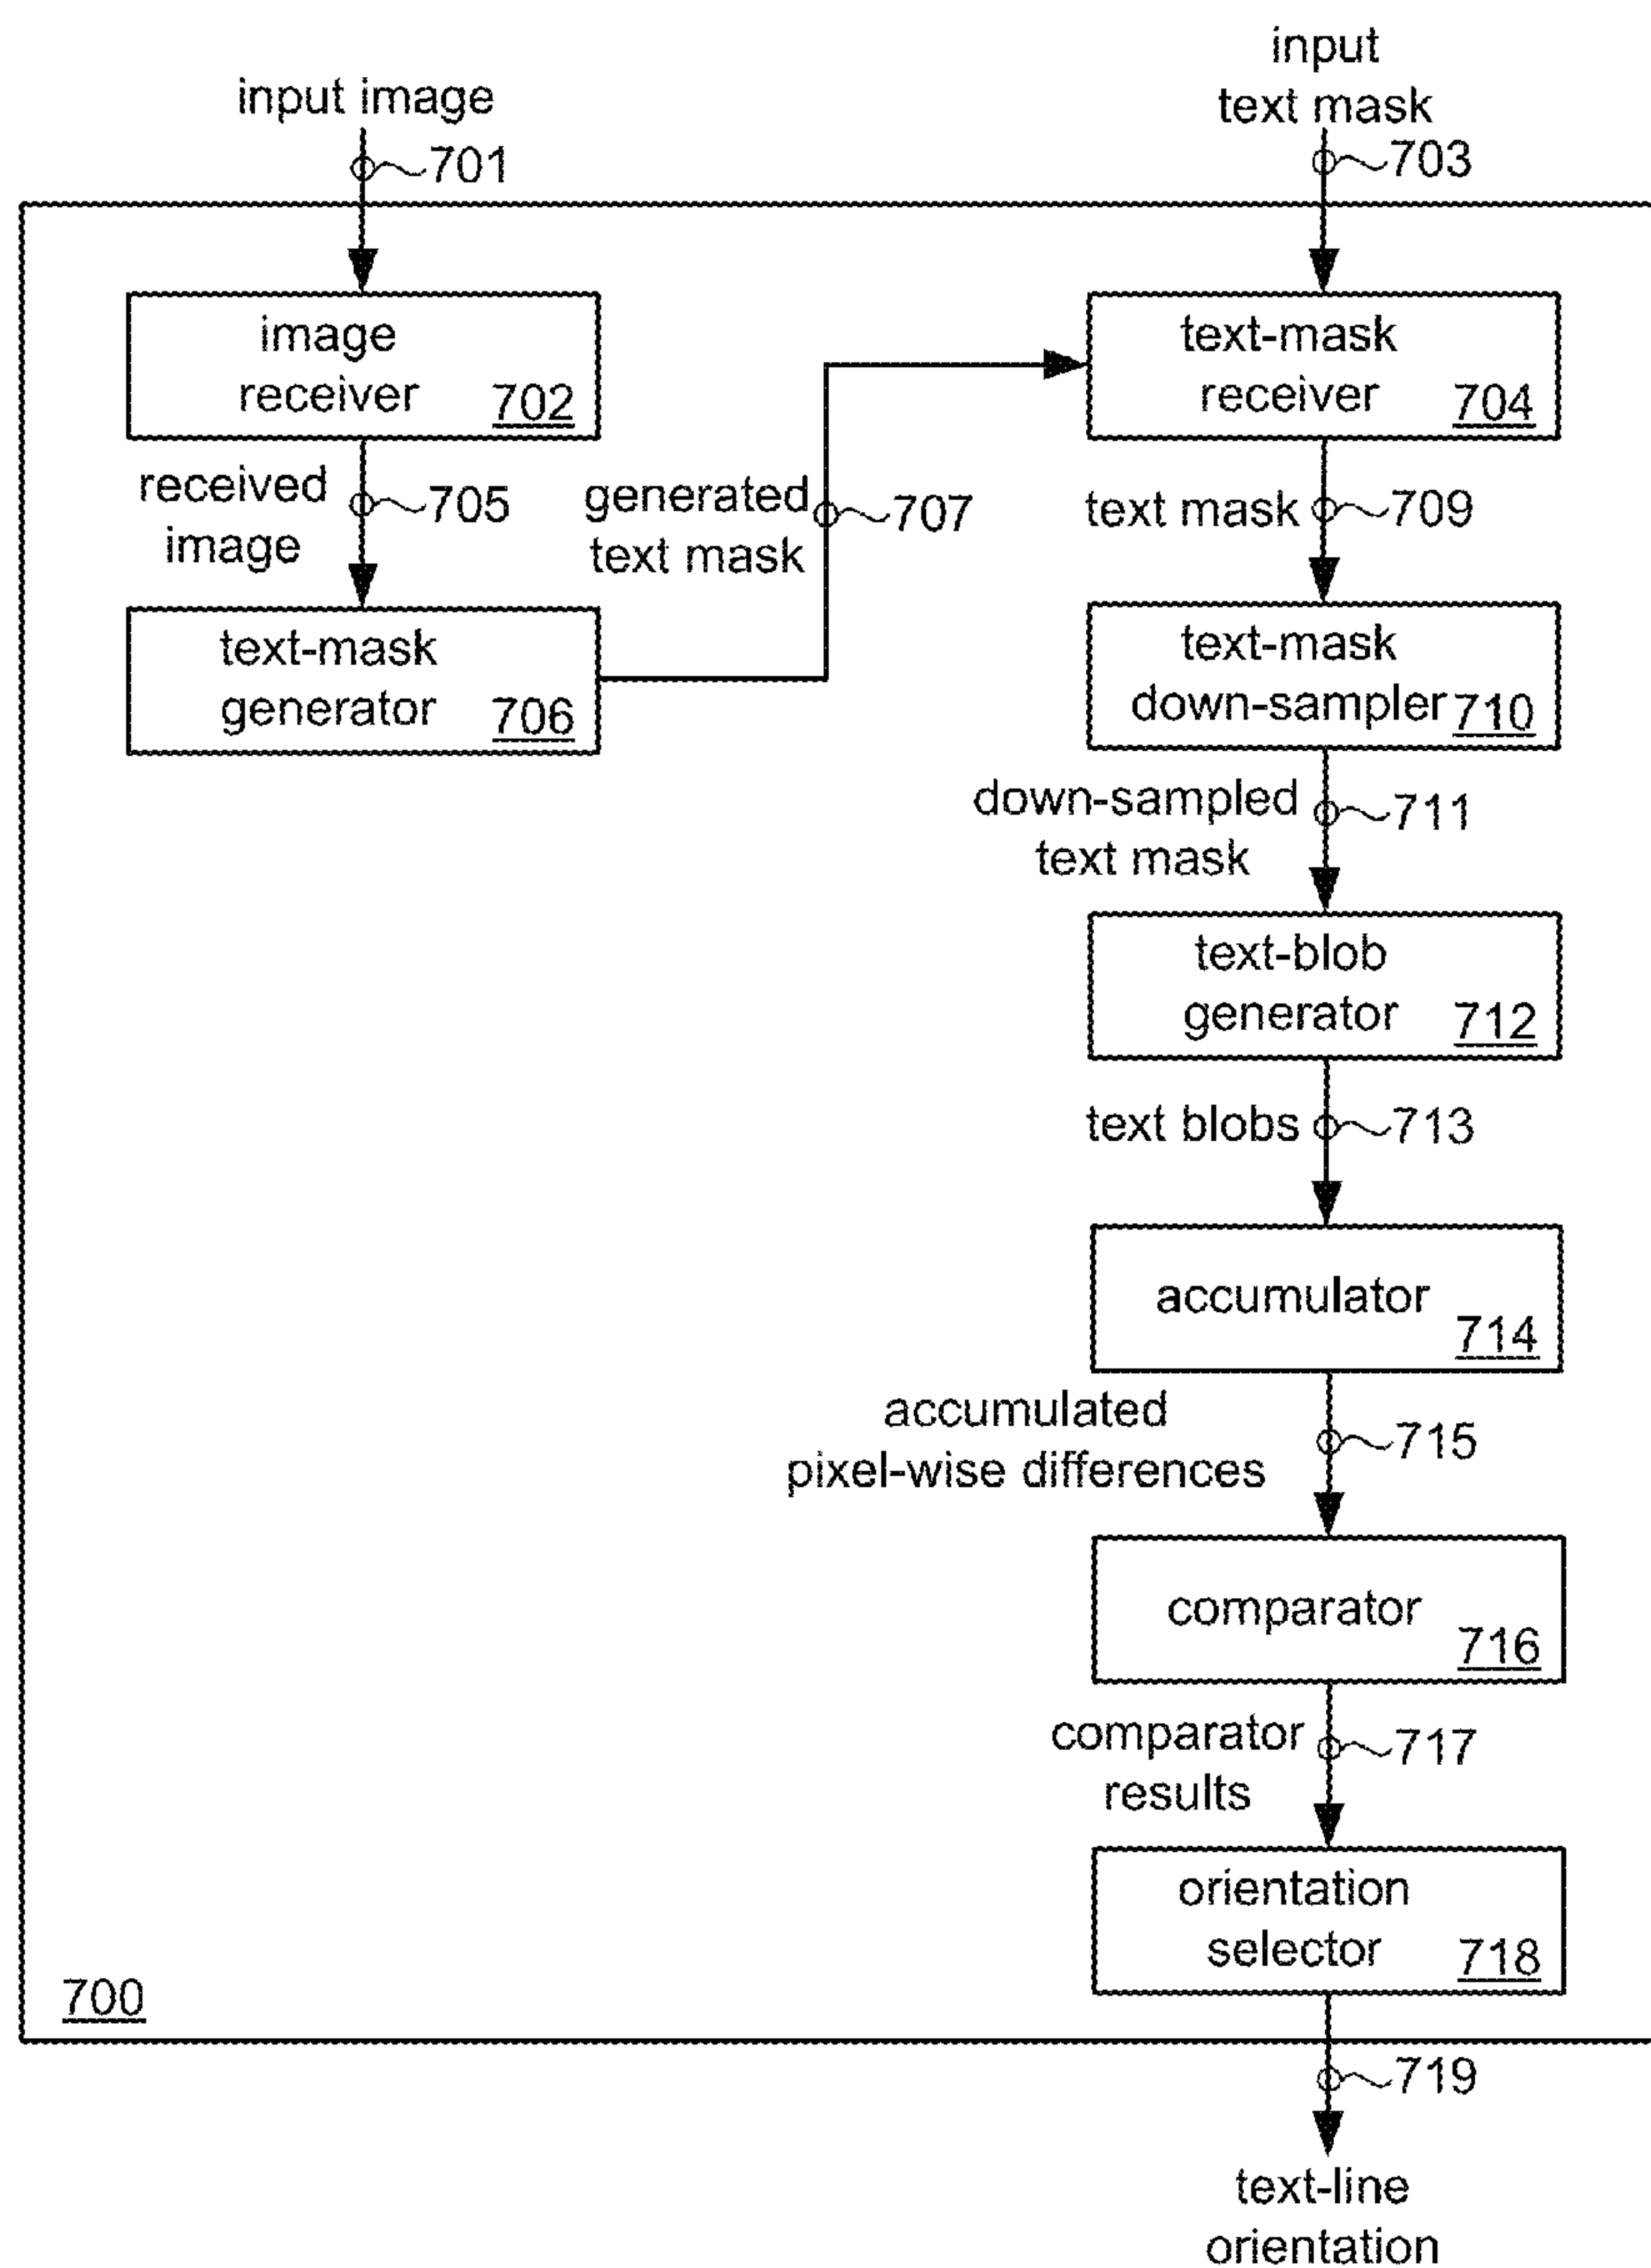 input image
701
input
text mask
703
image
receiver 702
text-mask
receiver 704
received
image
705
generated
text mask
707
text mask 709
text-mask
generator 706
text-mask
down-sampler 710
down-sampled
text mask
711
text-blob
generator 712
text blobs 713
accumulator
714
accumulated
pixel-wise differences
715
comparator
716
comparator
results
717
orientation
selector 718
700
719
text-line
orientation